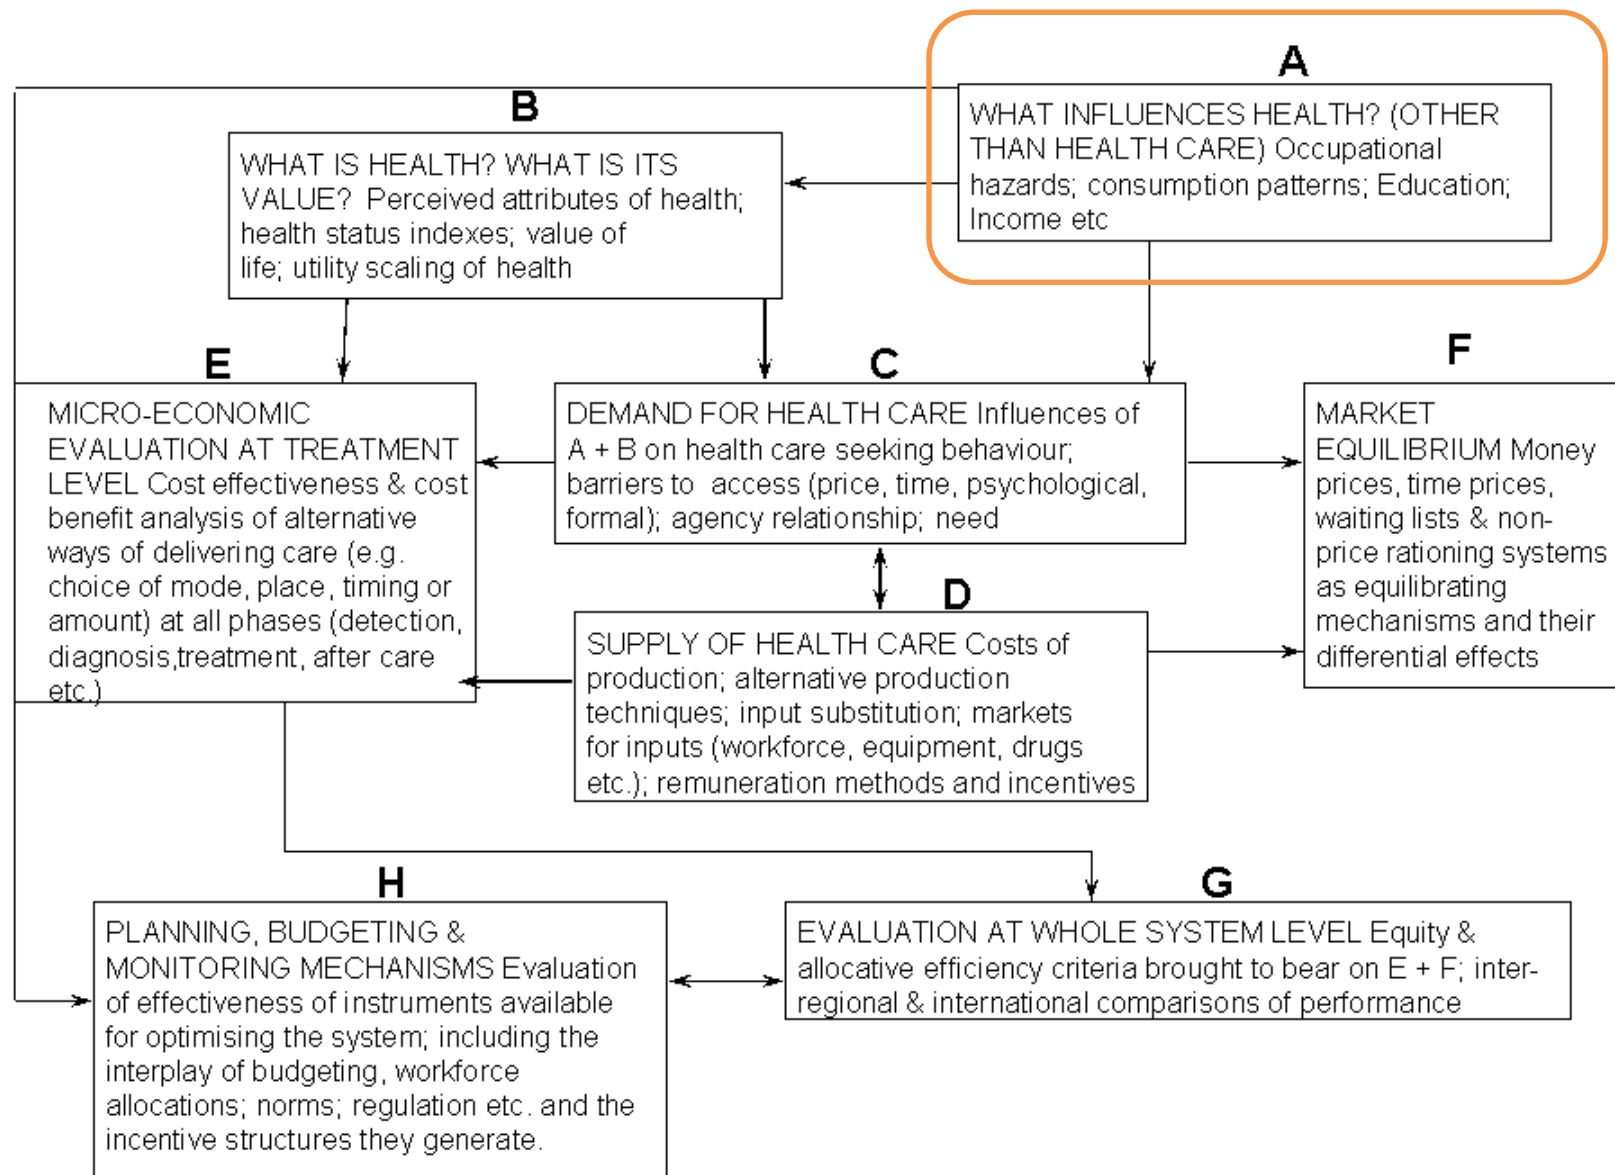 A
WHAT INFLUENCES HEALTH? (OTHER
THAN HEALTH CARE) Occupational
hazards; consumption patterns; Education;
Income etc
B
WHAT IS HEALTH? WHAT IS ITS
VALUE? Perceived attributes of health;
health status indexes; value of
life; utility scaling of health
E
MICRO-ECONOMIC
EVALUATION AT TREATMENT
LEVEL Cost effectiveness & cost
benefit analysis of alternative
ways of delivering care (e.g.
choice of mode, place, timing or
amount) at all phases (detection,
diagnosis,treatment, after care
etc.)
C
DEMAND FOR HEALTH CARE Influences of
A + B on health care seeking behaviour;
barriers to access (price, time, psychological,
formal); agency relationship; need
F
MARKET
EQUILIBRIUM Money
prices, time prices,
waiting lists & non-
price rationing systems
as equilibrating
mechanisms and their
differential effects
D
SUPPLY OF HEALTH CARE Costs of
production; alternative production
techniques; input substitution; markets
for inputs (workforce, equipment, drugs
etc.); remuneration methods and incentives
H
PLANNING, BUDGETING &
MONITORING MECHANISMS Evaluation
of effectiveness of instruments available
for optimising the system; including the
interplay of budgeting, workforce
allocations; norms; regulation etc. and the
incentive structures they generate.
G
EVALUATION AT WHOLE SYSTEM LEVEL Equity &
allocative efficiency criteria brought to bear on E + F; inter-
regional & international comparisons of performance